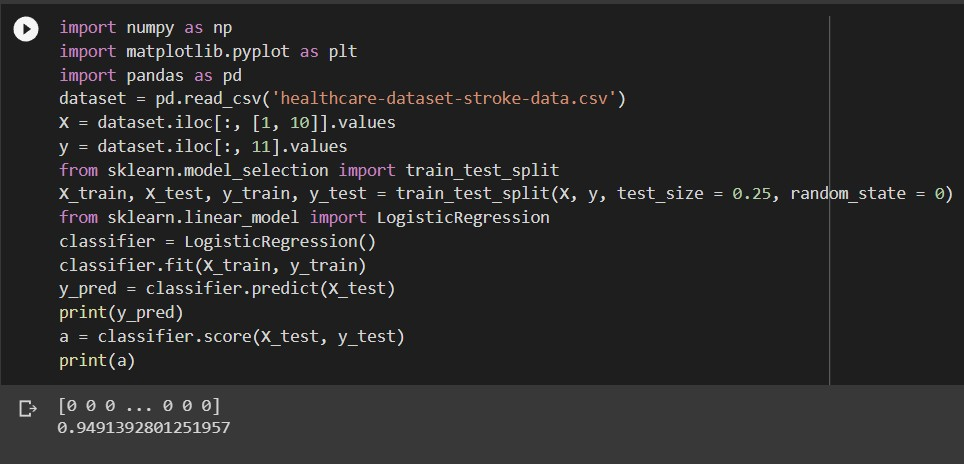 import numpy as np
import matplotlib.pyplot as plt
import pandas as pd
dataset = pd.read_csv('healthcare-dataset-stroke-data.csv')
X = dataset.iloc[:, [1, 10]].values
y = dataset.iloc[:, 11].values
from sklearn.model_selection import train_test_split
X_train, X_test, y_train, y_test = train_test_split(X, y, test_size = 0.25, random_state = 0)
from sklearn.linear_model import LogisticRegression
classifier = LogisticRegression()
classifier.fit(X_train, y_train)
y_pred = classifier.predict(X_test)
print(y_pred)
a = classifier.score(X_test, y_test)
print(a)
[0 0 0 ... 0 0 0]
0.9491392801251957